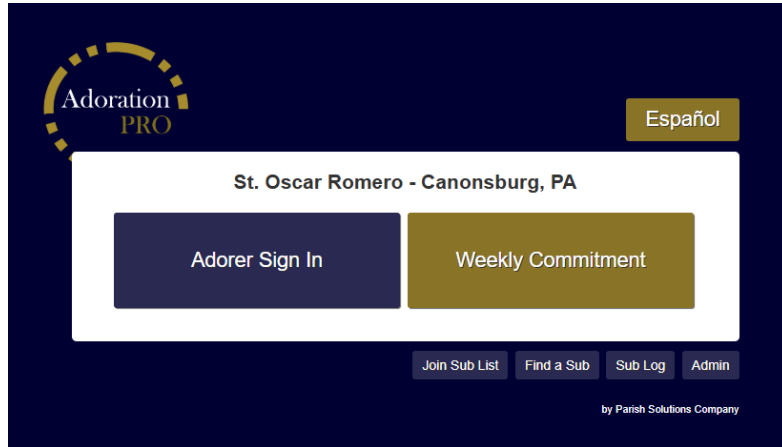 Adoration
PRO
Español
St. Oscar Romero - Canonsburg, PA
Adorer Sign In
Weekly Commitment
Join Sub List
Find a Sub
Sub Log
Admin
by Parish Solutions Company